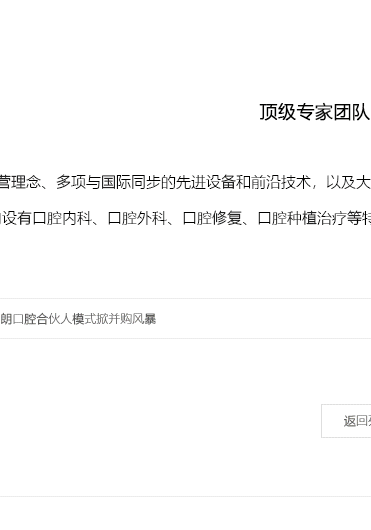 顶级专家团队
营理念、多项与国际同步的先进设备和前沿技术，以及大
设有口腔内科、口腔外科、口腔修复、口腔种植治疗等特
朗口腔合伙人模式掀并购风暴
返回